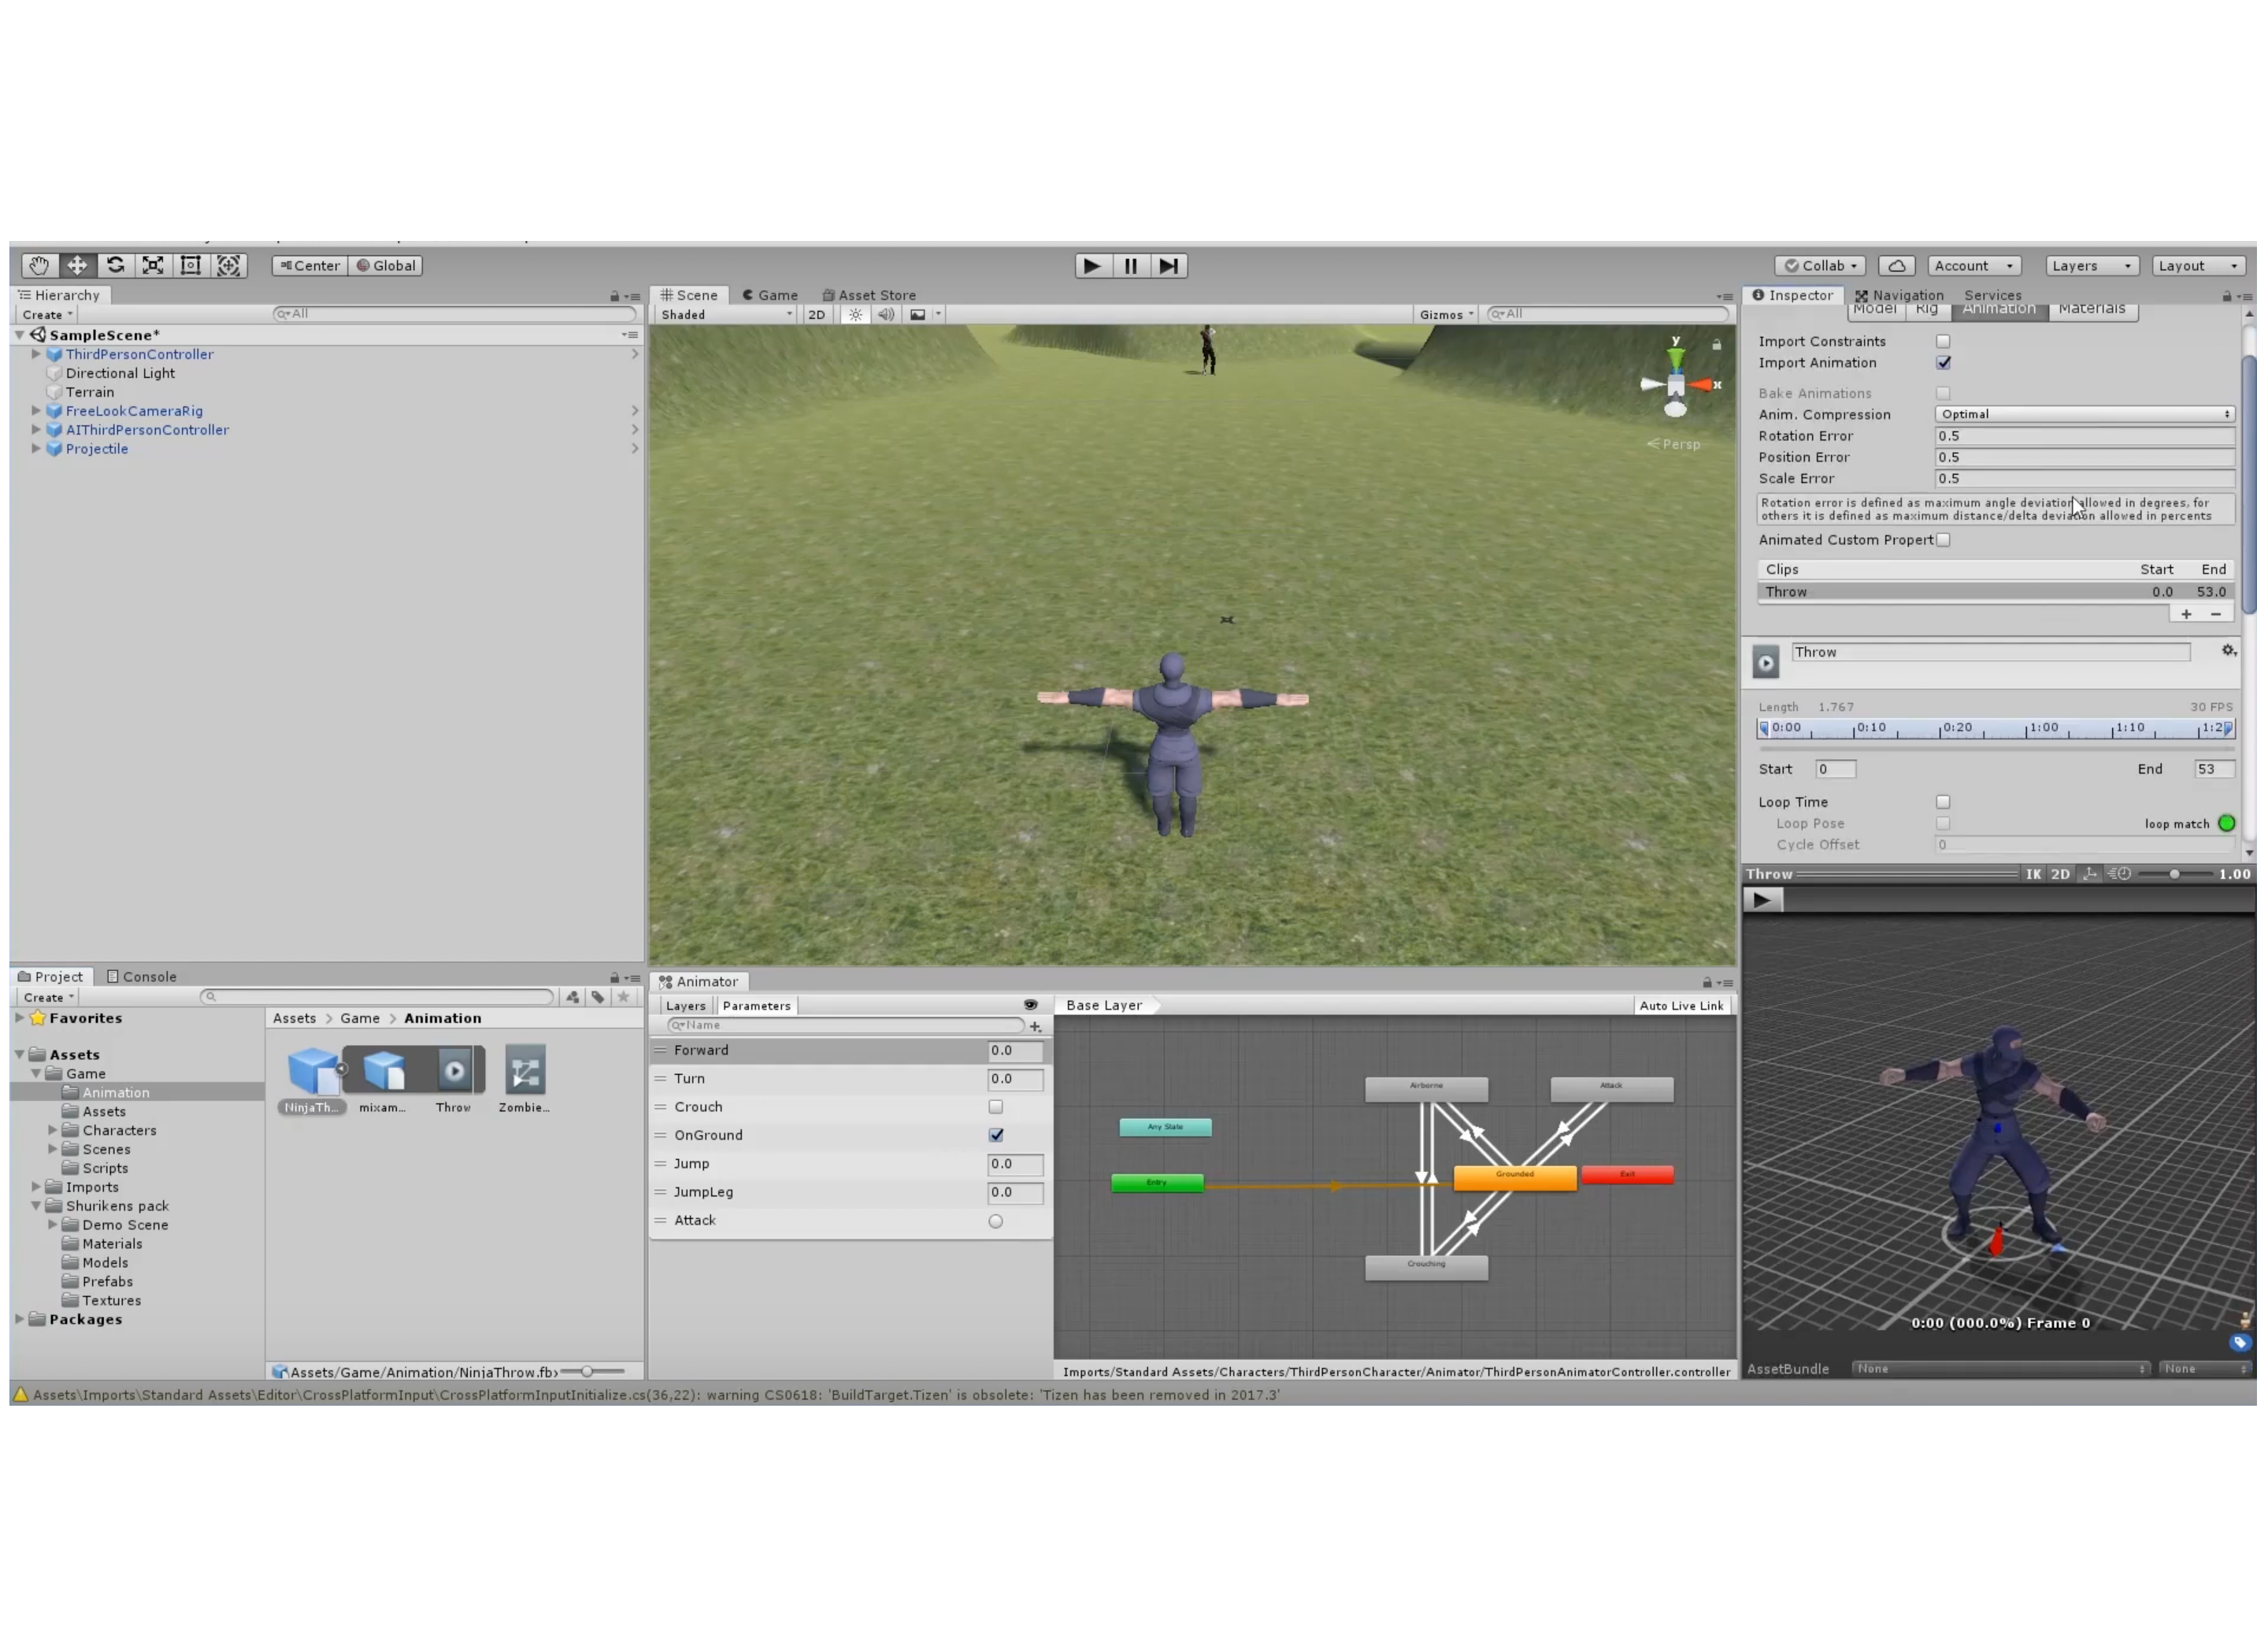 Center Global
Collab Account Layers Layout
Hierarchy
Create All
SampleScene*
ThirdPersonController
Directional Light
Terrain
FreeLookCameraRig
AIThirdPersonController
Projectile
Scene Game Asset Store
Shaded 2D Gizmos All
y
x
Persp
Inspector Navigation Services
Model Rig Animation Materials
Import Constraints
Import Animation
Bake Animations
Anim. Compression Optimal
Rotation Error 0.5
Position Error 0.5
Scale Error 0.5
Rotation error is defined as maximum angle deviation allowed in degrees, for
others it is defined as maximum distance/delta deviation allowed in percents
Animated Custom Propert
Clips Start End
Throw 0.0 53.0
+ −
Throw
Length 1.767 30 FPS
0:00 0:10 0:20 1:00 1:10 1:2
Start 0 End 53
Loop Time
Loop Pose loop match
Cycle Offset 0
Throw IK 2D 1.00
0:00 (000.0%) Frame 0
AssetBundle None None
Project Console
Create
Favorites
Assets
Game
Animation
Assets
Characters
Scenes
Scripts
Imports
Shurikens pack
Demo Scene
Materials
Models
Prefabs
Textures
Packages
Assets > Game > Animation
NinjaTh... mixam... Throw Zombie...
Assets/Game/Animation/NinjaThrow.fb
Animator
Layers Parameters Base Layer Auto Live Link
Name
Forward 0.0
Turn 0.0
Crouch
OnGround
Jump 0.0
JumpLeg 0.0
Attack
Airborne Attack
Any State
Entry Grounded Exit
Crouching
Imports/Standard Assets/Characters/ThirdPersonCharacter/Animator/ThirdPersonAnimatorController.controller
Assets\Imports\Standard Assets\Editor\CrossPlatformInput\CrossPlatformInputInitialize.cs(36,22): warning CS0618: 'BuildTarget.Tizen' is obsolete: 'Tizen has been removed in 2017.3'